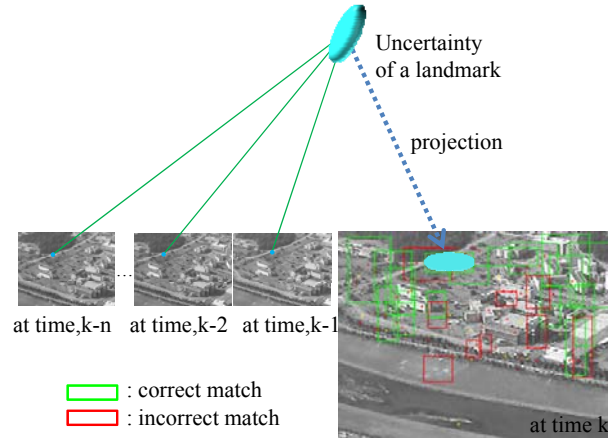 Uncertainty
of a landmark
projection
...
at time,k-n
at time,k-2
at time,k-1
: correct match
: incorrect match
at time k